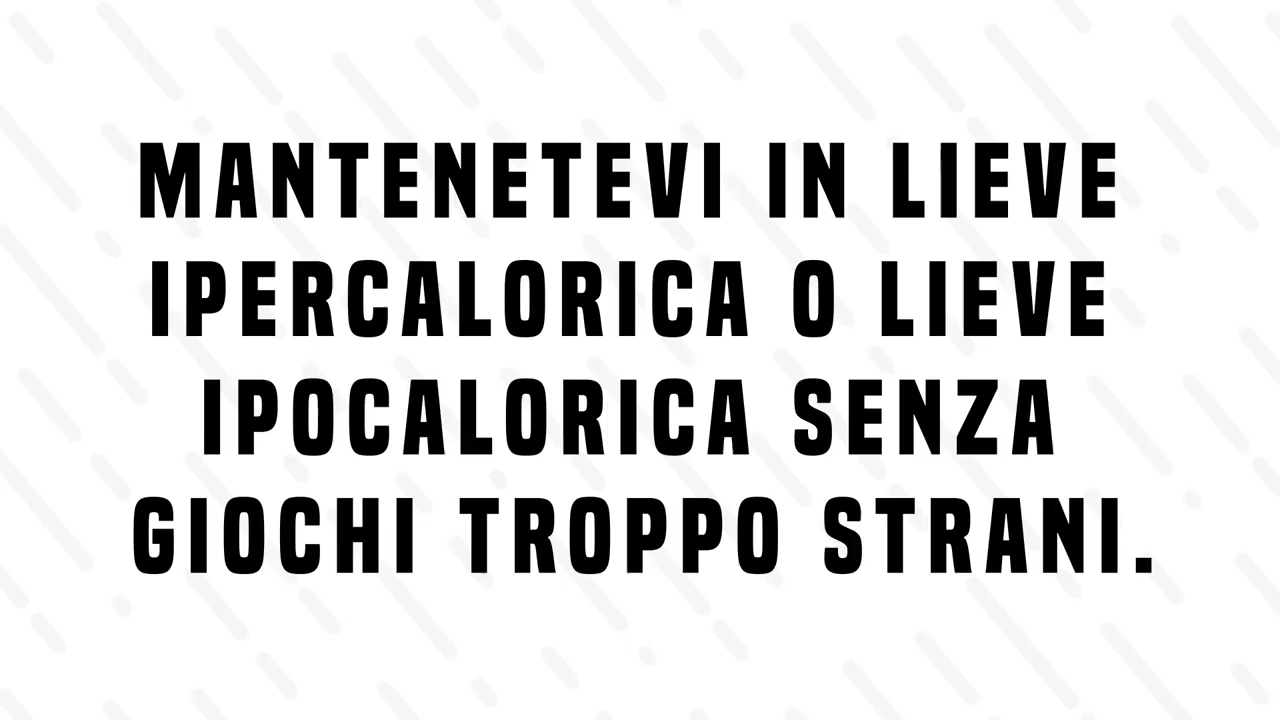 MANTENETEVI IN LIEVE
IPERCALORICA O LIEVE
IPOCALORICA SENZA
GIOCHI TROPPO STRANI.